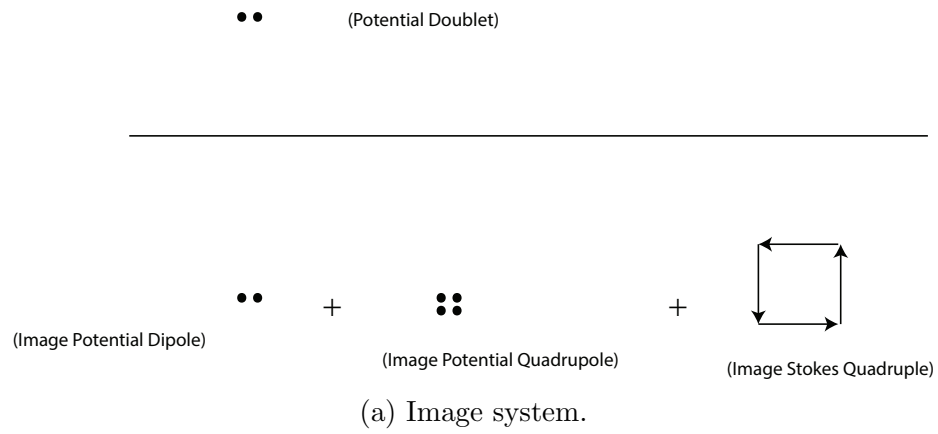 (Potential Doublet)
+
+
(Image Potential Dipole)
(Image Potential Quadrupole)
(Image Stokes Quadruple)
(a) Image system.